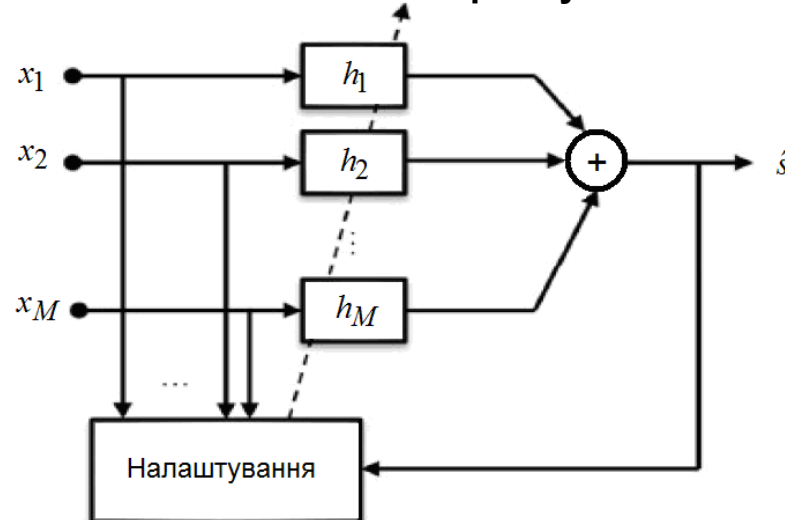 x1
h1
x2
h2
+
ŝ
⋮
xM
hM
...
Налаштування